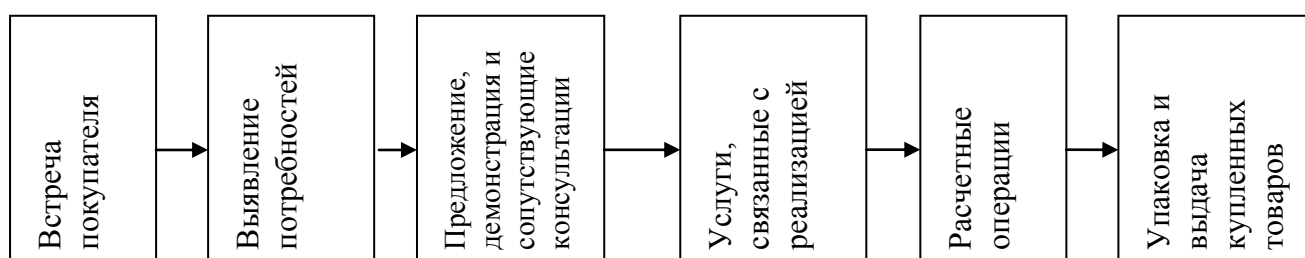 Встреча
покупателя
Выявление
потребностей
Предложение,
демонстрация и
сопутствующие
консультации
Услуги,
связанные с
реализацией
Расчетные
операции
Упаковка и
выдача
купленных
товаров